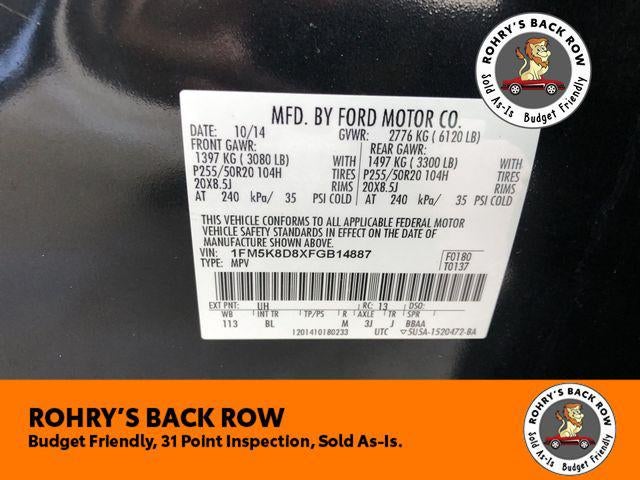 ROHRY'S BACK ROW
Sold As-Is Budget Friendly
MFD. BY FORD MOTOR CO.
DATE: 10/14 GVWR: 2776 KG ( 6120 LB)
FRONT GAWR: REAR GAWR:
1397 KG ( 3080 LB) WITH 1497 KG ( 3300 LB) WITH
P255/50R20 104H TIRES P255/50R20 104H TIRES
20X8.5J RIMS 20X8.5J RIMS
AT 240 kPa/ 35 PSI COLD AT 240 kPa/ 35 PSI COLD
THIS VEHICLE CONFORMS TO ALL APPLICABLE FEDERAL MOTOR
VEHICLE SAFETY STANDARDS IN EFFECT ON THE DATE OF
MANUFACTURE SHOWN ABOVE.
VIN: 1FM5K8D8XFGB14887 F0180
TYPE: MPV T0137
EXT PNT: UH RC: 13 DSO:
WB INT TR TP/PS R AXLE TR SPR
113 BL M 3J J BBAA
1201410180233 UTC 5USA-1520472-BA
ROHRY'S BACK ROW
Budget Friendly, 31 Point Inspection, Sold As-Is.
ROHRY'S BACK ROW
Sold As-Is Budget Friendly